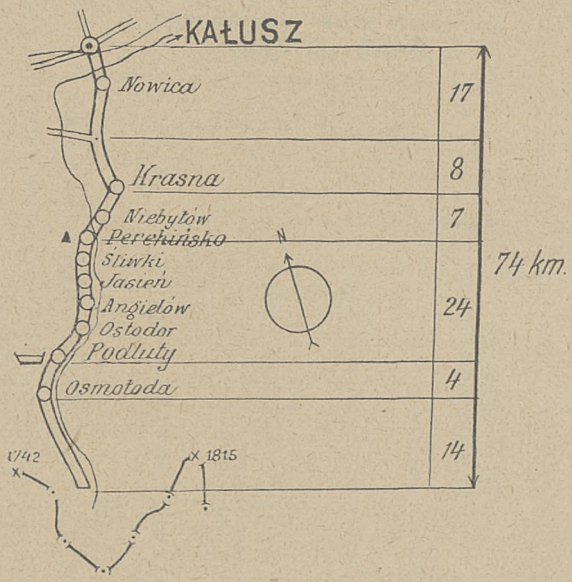 KAŁUSZ
Nowica
17
8
Krasna
Niebyłów
7
Perehińsko
N
Śliwki
74 km.
Jasień
Angielów
24
Ostodor
Podluty
4
Osmołoda
14
1742
1815